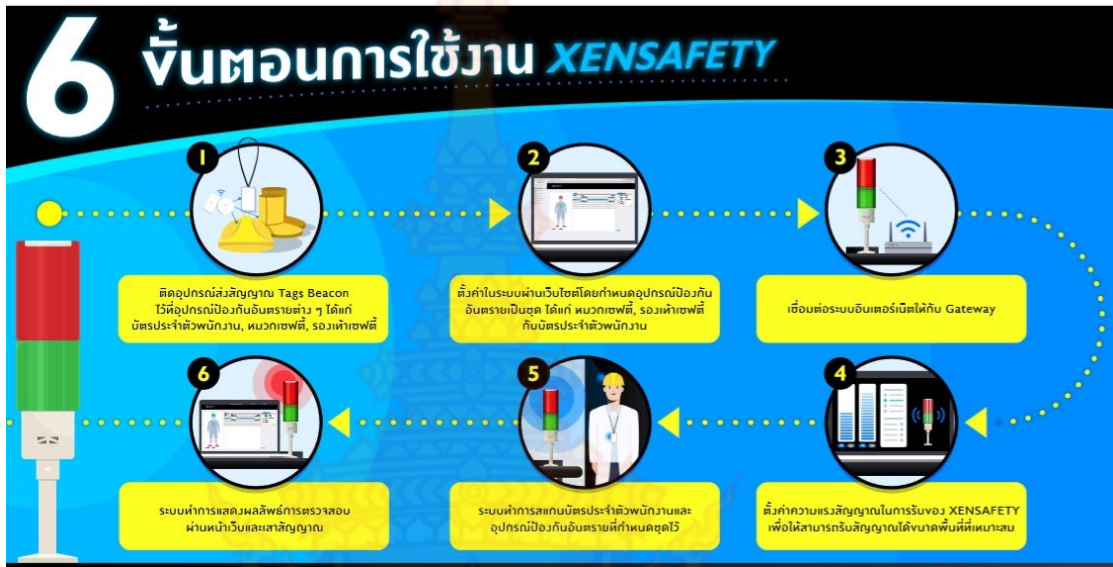 6 ขั้นตอนการใช้งาน XENSAFETY
1
ติดอุปกรณ์ส่งสัญญาณ Tags Beacon
ไว้ที่อุปกรณ์ป้องกันอันตรายต่าง ๆ ได้แก่
บัตรประจำตัวพนักงาน, หมวกเซฟตี้, รองเท้าเซฟตี้
2
ตั้งค่าในระบบผ่านเว็บไซต์โดยกำหนดอุปกรณ์ป้องกัน
อันตรายเป็นชุด ได้แก่ หมวกเซฟตี้, รองเท้าเซฟตี้
กับบัตรประจำตัวพนักงาน
3
เชื่อมต่อระบบอินเตอร์เน็ตให้กับ Gateway
4
ตั้งค่าความแรงสัญญาณในการรับของ XENSAFETY
เพื่อให้สามารถรับสัญญาณได้ขนาดพื้นที่ที่เหมาะสม
5
ระบบทำการสแกนบัตรประจำตัวพนักงานและ
อุปกรณ์ป้องกันอันตรายที่กำหนดชุดไว้
6
ระบบทำการแสดงผลลัพธ์การตรวจสอบ
ผ่านหน้าเว็บและเสาสัญญาณ